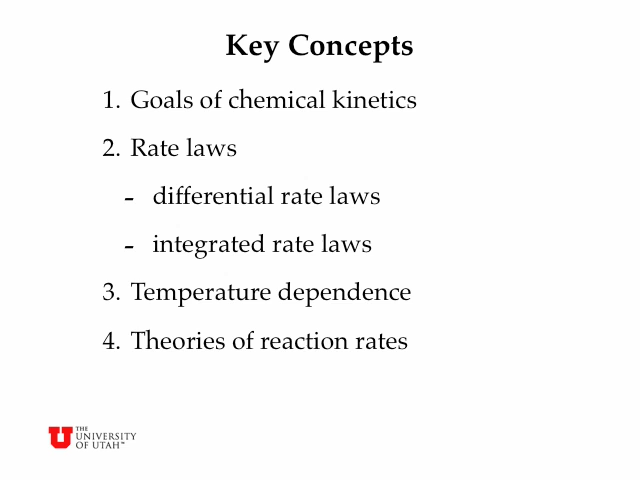 Key Concepts
1. Goals of chemical kinetics
2. Rate laws
- differential rate laws
- integrated rate laws
3. Temperature dependence
4. Theories of reaction rates
U
THE
UNIVERSITY
OF UTAH™